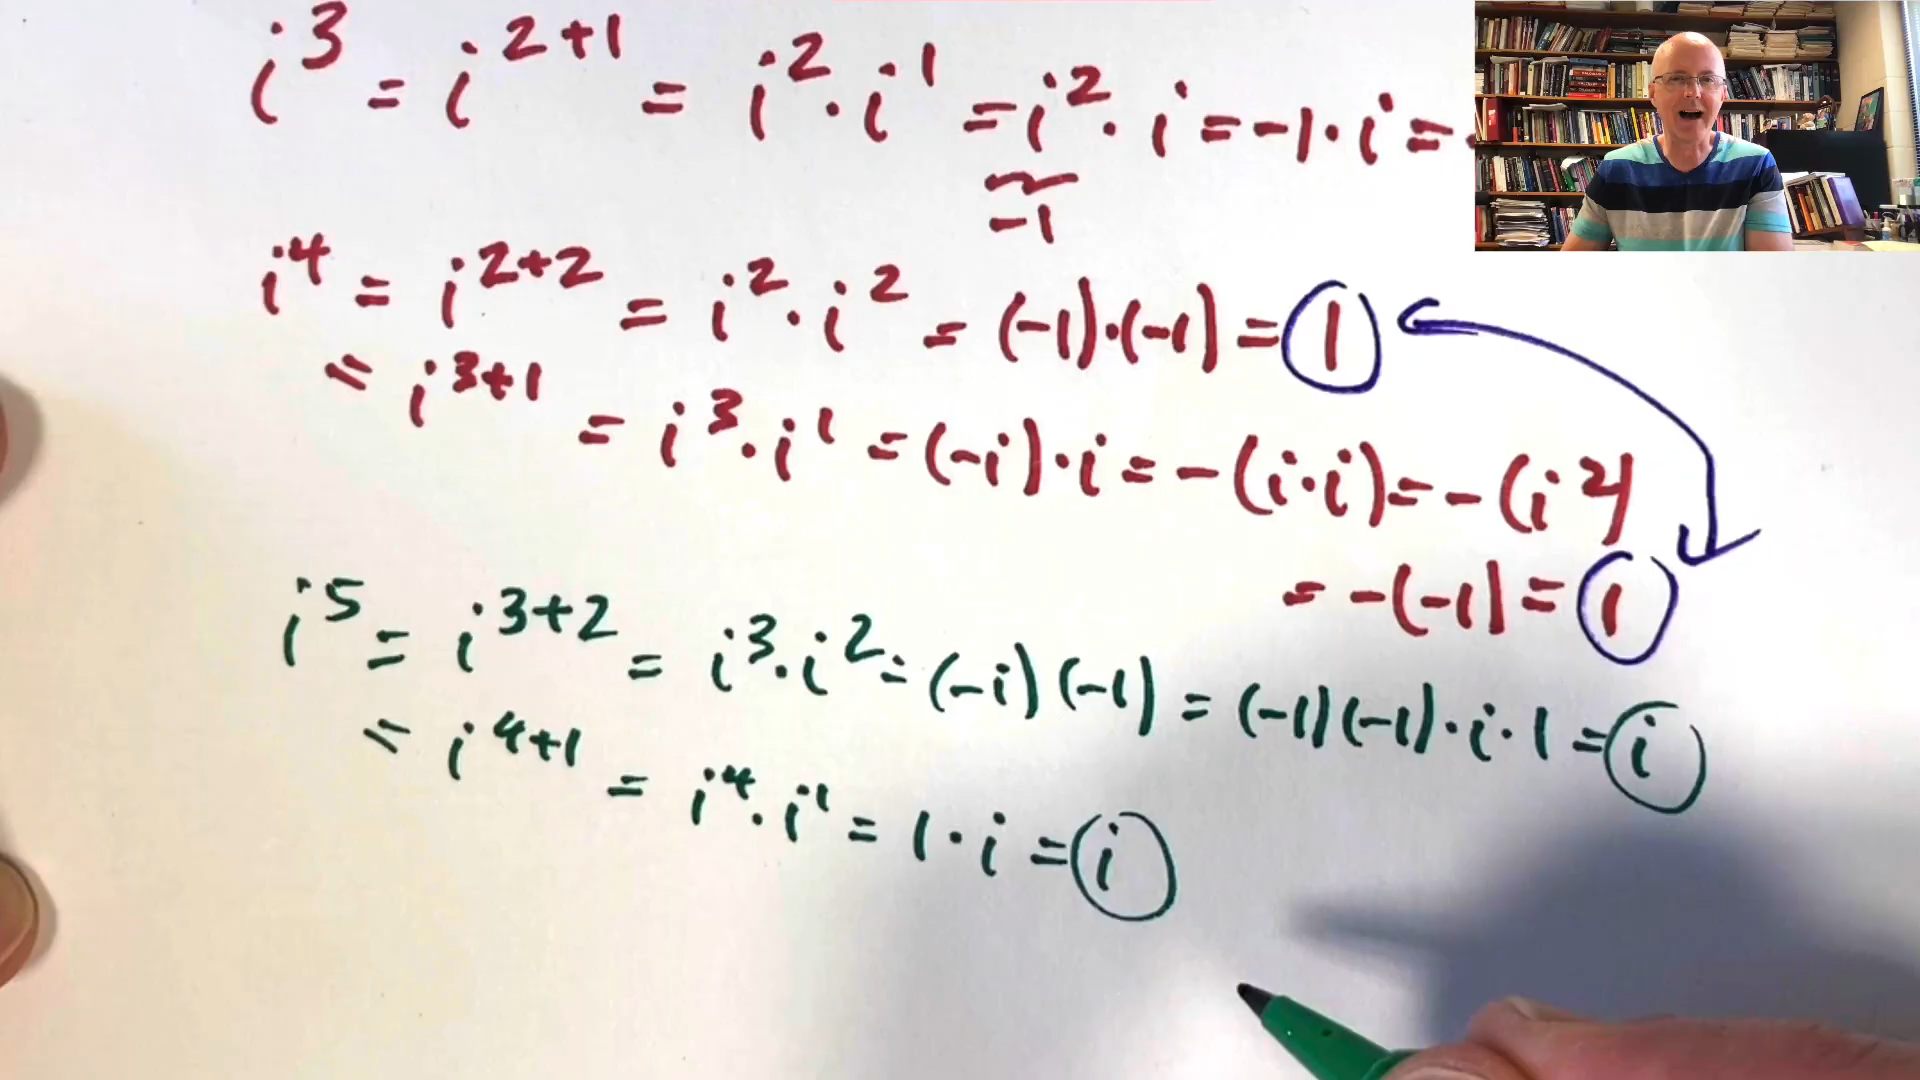 i³ = i²⁺¹ = i² · i¹ = i² · i = -1 · i =
-1
i⁴ = i²⁺² = i² · i² = (-1)·(-1) = 1
= i³⁺¹ = i³ · i¹ = (-i) · i = -(i·i) = -(i²)
= -(-1) = 1
i⁵ = i³⁺² = i³ · i² = (-i)(-1) = (-1)(-1) · i · 1 = i
= i⁴⁺¹ = i⁴ · i¹ = 1 · i = i